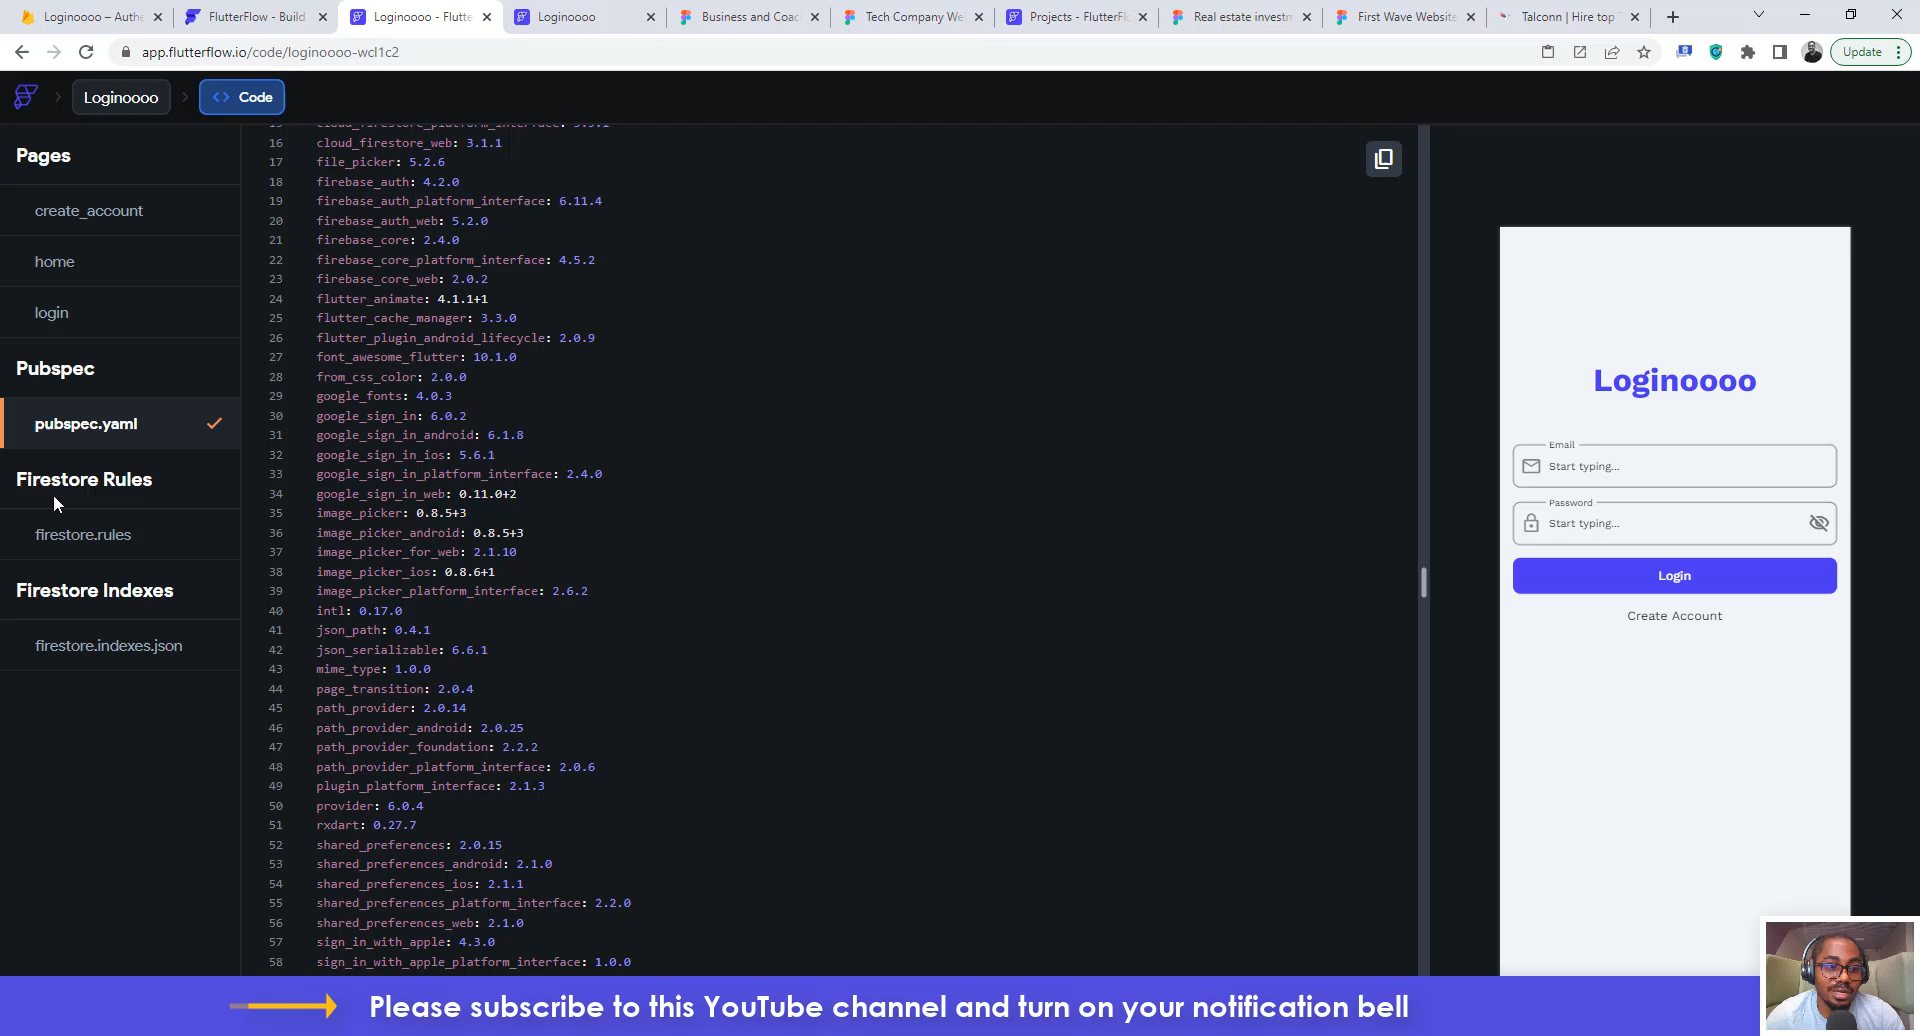 Loginoooo – Authe
FlutterFlow - Build
Loginoooo - Flutte
Loginoooo
Business and Coac
Tech Company We
Projects - FlutterFl
Real estate investm
First Wave Website
Talconn | Hire top
app.flutterflow.io/code/loginoooo-wcl1c2
Update
Loginoooo
<> Code
Pages
create_account
home
login
Pubspec
pubspec.yaml
Firestore Rules
firestore.rules
Firestore Indexes
firestore.indexes.json
16 cloud_firestore_web: 3.1.1
17 file_picker: 5.2.6
18 firebase_auth: 4.2.0
19 firebase_auth_platform_interface: 6.11.4
20 firebase_auth_web: 5.2.0
21 firebase_core: 2.4.0
22 firebase_core_platform_interface: 4.5.2
23 firebase_core_web: 2.0.2
24 flutter_animate: 4.1.1+1
25 flutter_cache_manager: 3.3.0
26 flutter_plugin_android_lifecycle: 2.0.9
27 font_awesome_flutter: 10.1.0
28 from_css_color: 2.0.0
29 google_fonts: 4.0.3
30 google_sign_in: 6.0.2
31 google_sign_in_android: 6.1.8
32 google_sign_in_ios: 5.6.1
33 google_sign_in_platform_interface: 2.4.0
34 google_sign_in_web: 0.11.0+2
35 image_picker: 0.8.5+3
36 image_picker_android: 0.8.5+3
37 image_picker_for_web: 2.1.10
38 image_picker_ios: 0.8.6+1
39 image_picker_platform_interface: 2.6.2
40 intl: 0.17.0
41 json_path: 0.4.1
42 json_serializable: 6.6.1
43 mime_type: 1.0.0
44 page_transition: 2.0.4
45 path_provider: 2.0.14
46 path_provider_android: 2.0.25
47 path_provider_foundation: 2.2.2
48 path_provider_platform_interface: 2.0.6
49 plugin_platform_interface: 2.1.3
50 provider: 6.0.4
51 rxdart: 0.27.7
52 shared_preferences: 2.0.15
53 shared_preferences_android: 2.1.0
54 shared_preferences_ios: 2.1.1
55 shared_preferences_platform_interface: 2.2.0
56 shared_preferences_web: 2.1.0
57 sign_in_with_apple: 4.3.0
58 sign_in_with_apple_platform_interface: 1.0.0
Loginoooo
Email
Start typing...
Password
Start typing...
Login
Create Account
Please subscribe to this YouTube channel and turn on your notification bell